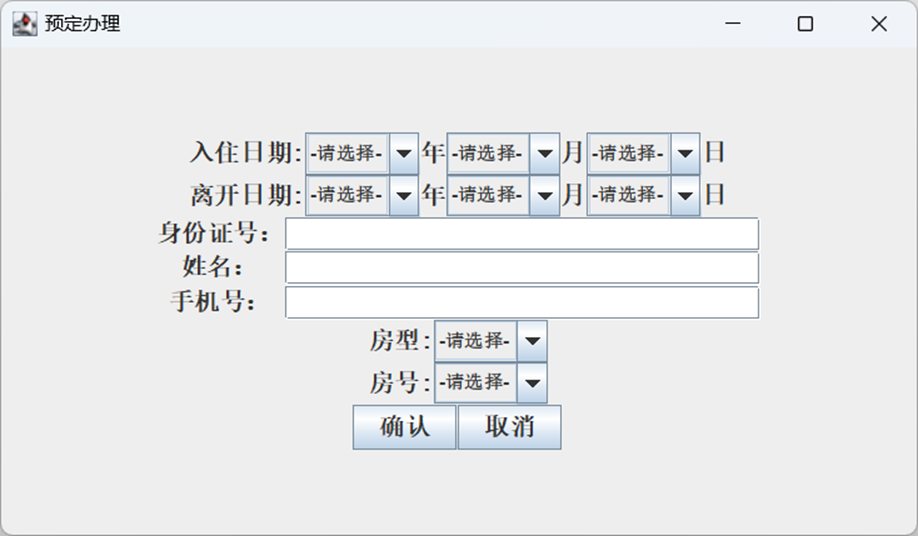 预定办理
入住日期:-请选择-年-请选择-月-请选择-日
离开日期:-请选择-年-请选择-月-请选择-日
身份证号：
姓名：
手机号：
房型:-请选择-
房号:-请选择-
确认 取消